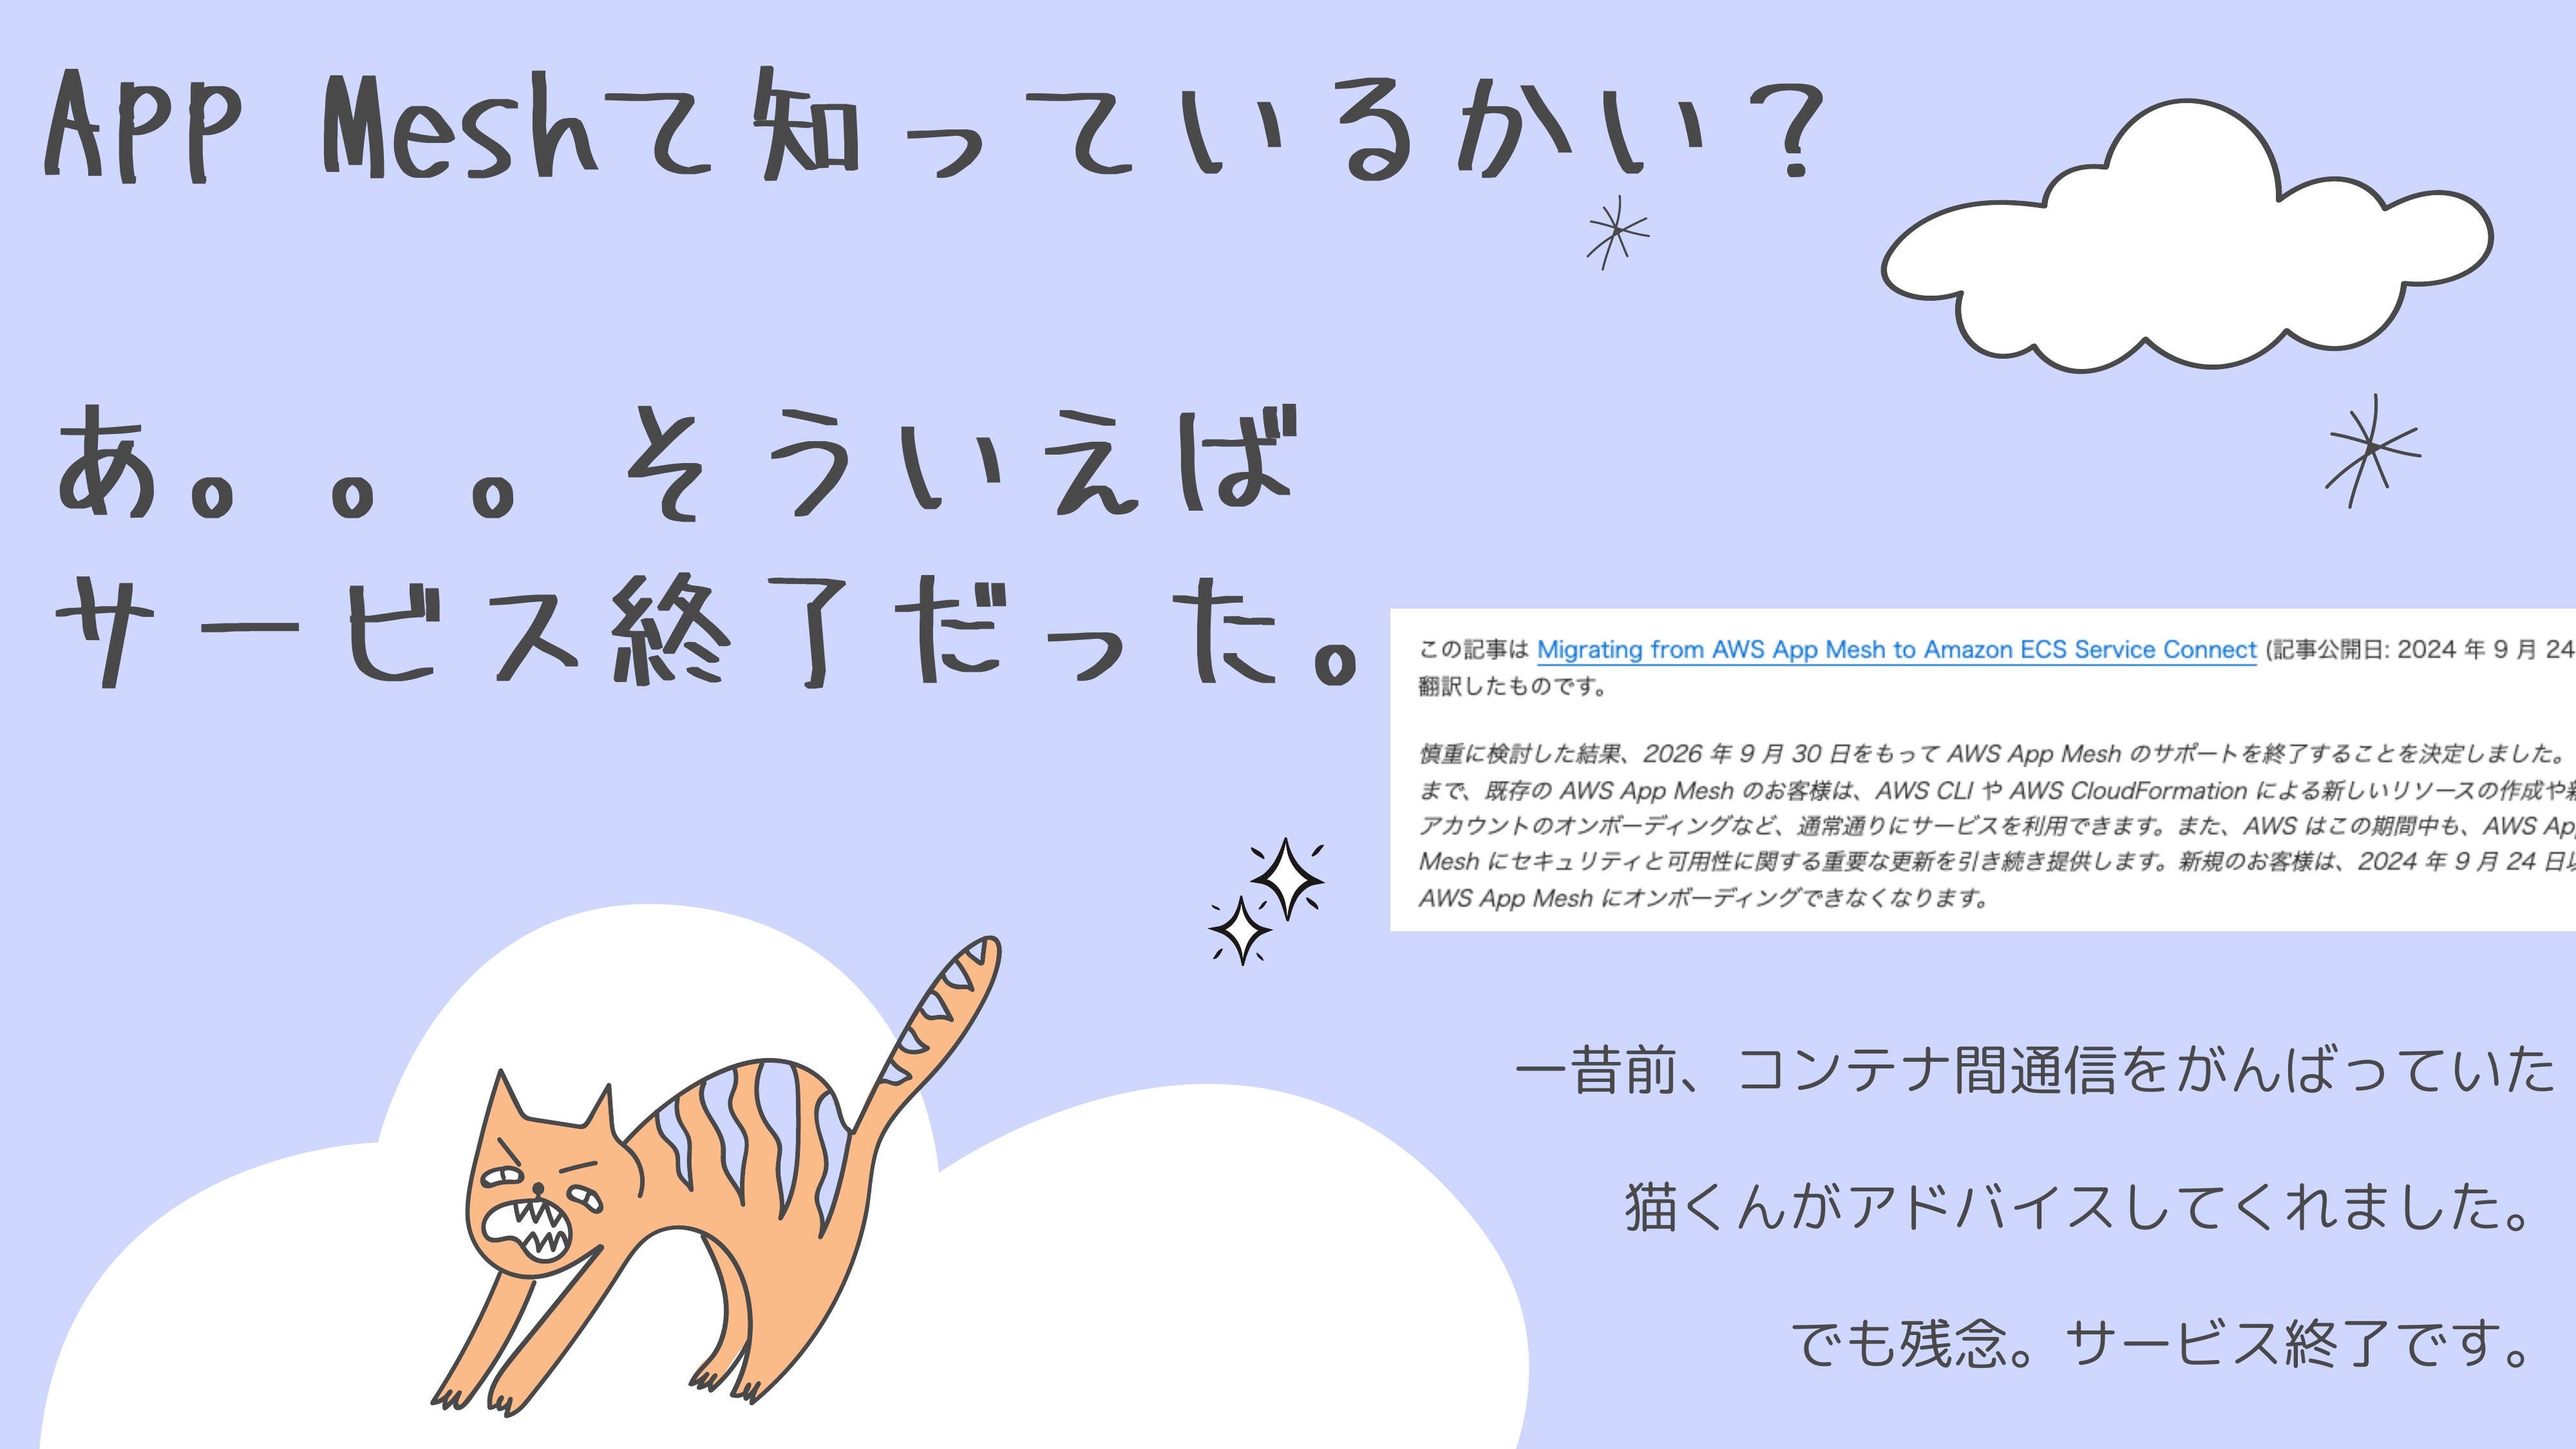 App Meshて知っているかい？
あ。。。そういえば
サービス終了だった。
この記事は Migrating from AWS App Mesh to Amazon ECS Service Connect (記事公開日: 2024 年 9 月 24
翻訳したものです。
慎重に検討した結果、2026 年 9 月 30 日をもって AWS App Mesh のサポートを終了することを決定しました。
まで、既存の AWS App Mesh のお客様は、AWS CLI や AWS CloudFormation による新しいリソースの作成や
アカウントのオンボーディングなど、通常通りにサービスを利用できます。また、AWS はこの期間中も、AWS Ap
Mesh にセキュリティと可用性に関する重要な更新を引き続き提供します。新規のお客様は、2024 年 9 月 24 日
AWS App Mesh にオンボーディングできなくなります。
一昔前、コンテナ間通信をがんばっていた
猫くんがアドバイスしてくれました。
でも残念。サービス終了です。